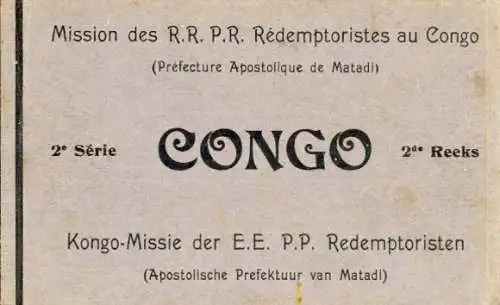 Mission des R.R. P.R. Rédemptoristes au Congo
(Préfecture Apostolique de Matadi)
2e Série CONGO 2de Reeks
Kongo-Missie der E.E. P.P. Redemptoristen
(Apostolische Prefektuur van Matadi)